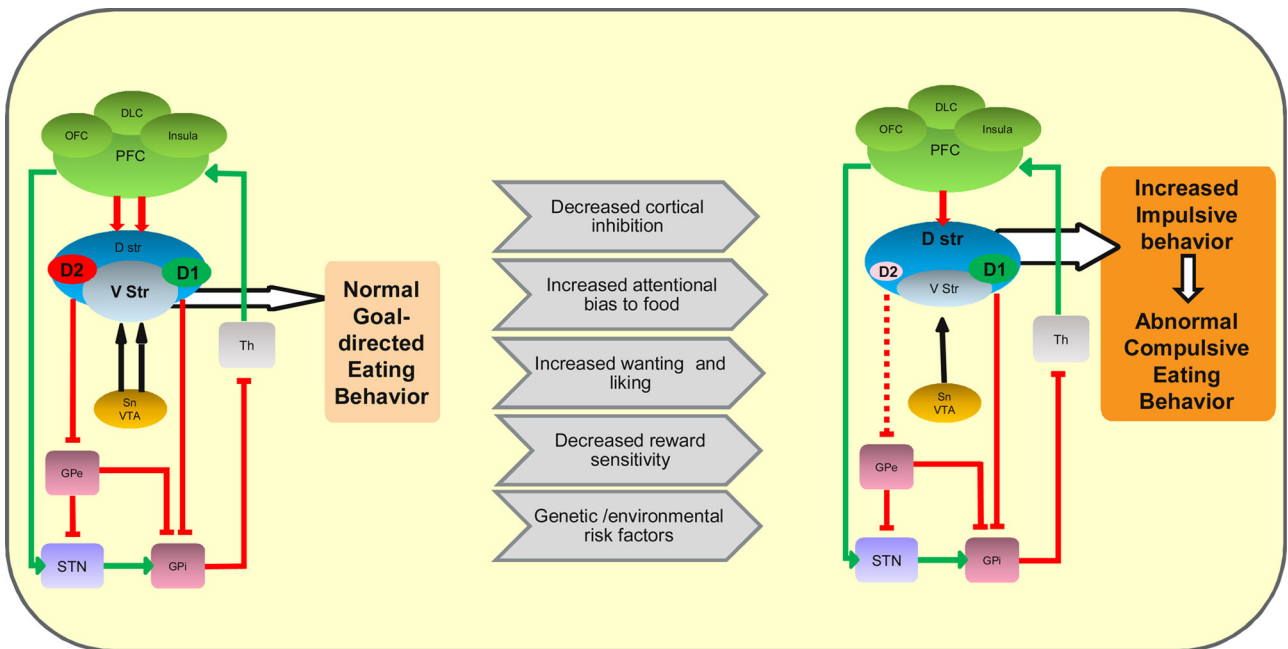 DLC
OFC
Insula
PFC
D str
D2
D1
V Str
Th
Sn
VTA
GPe
STN
GPi
Normal
Goal-
directed
Eating
Behavior
Decreased cortical
inhibition
Increased attentional
bias to food
Increased wanting and
liking
Decreased reward
sensitivity
Genetic /environmental
risk factors
DLC
OFC
Insula
PFC
D str
D2
D1
V Str
Th
Sn
VTA
GPe
STN
GPi
Increased
Impulsive
behavior
Abnormal
Compulsive
Eating
Behavior